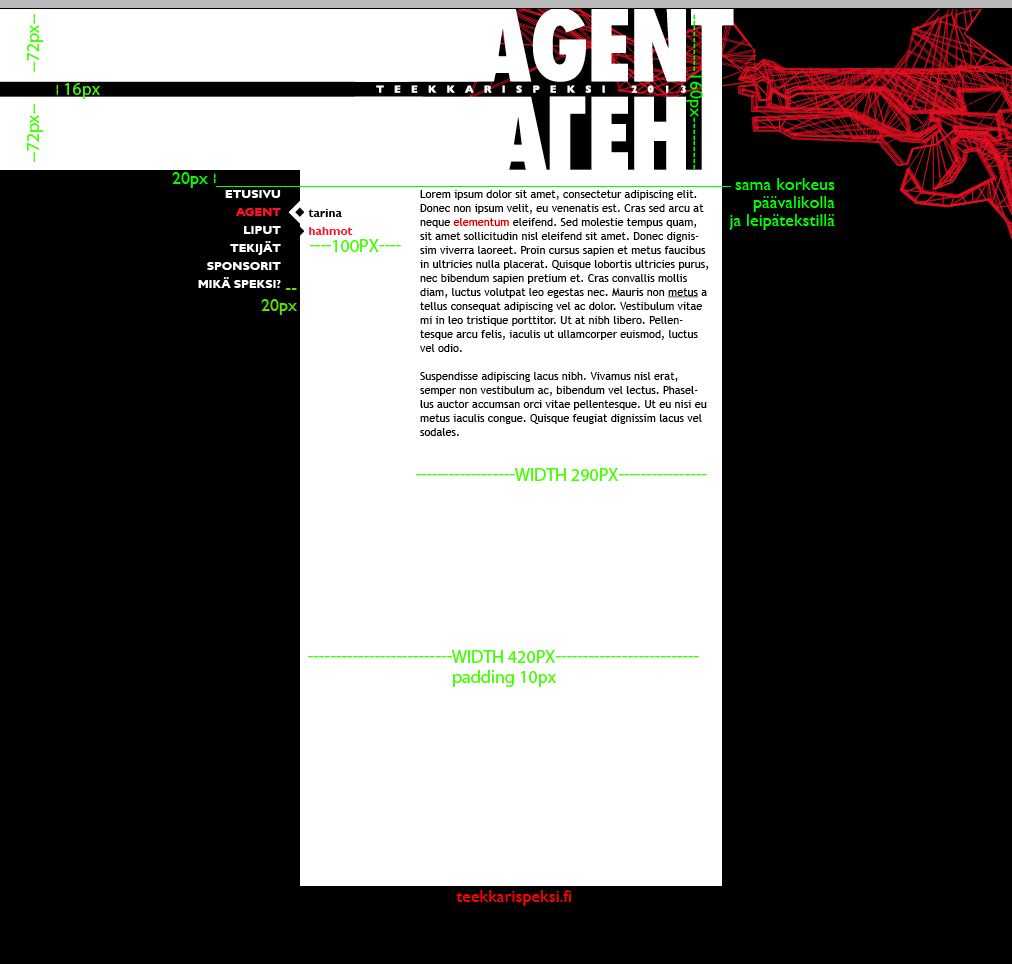 --72px--
AGENT
16px
TEEKKARISPEKSI 2013
160px
--72px--
АГЕН
20px
sama korkeus
päävalikolla
ja leipätekstillä
ETUSIVU
AGENT
LIPUT
TEKIJÄT
SPONSORIT
MIKÄ SPEKSI?
20px
tarina
hahmot
----100PX----
Lorem ipsum dolor sit amet, consectetur adipiscing elit.
Donec non ipsum velit, eu venenatis est. Cras sed arcu at
neque elementum eleifend. Sed molestie tempus quam,
sit amet sollicitudin nisl eleifend sit amet. Donec dignis-
sim viverra laoreet. Proin cursus sapien et metus faucibus
in ultricies nulla placerat. Quisque lobortis ultricies purus,
nec bibendum sapien pretium et. Cras convallis mollis
diam, luctus volutpat leo egestas nec. Mauris non metus a
tellus consequat adipiscing vel ac dolor. Vestibulum vitae
mi in leo tristique porttitor. Ut at nibh libero. Pellen-
tesque arcu felis, iaculis ut ullamcorper euismod, luctus
vel odio.
Suspendisse adipiscing lacus nibh. Vivamus nisl erat,
semper non vestibulum ac, bibendum vel lectus. Phasel-
lus auctor accumsan orci vitae pellentesque. Ut eu nisi eu
metus iaculis congue. Quisque feugiat dignissim lacus vel
sodales.
------------------WIDTH 290PX----------------
--------------------------WIDTH 420PX--------------------------
padding 10px
teekkarispeksi.fi